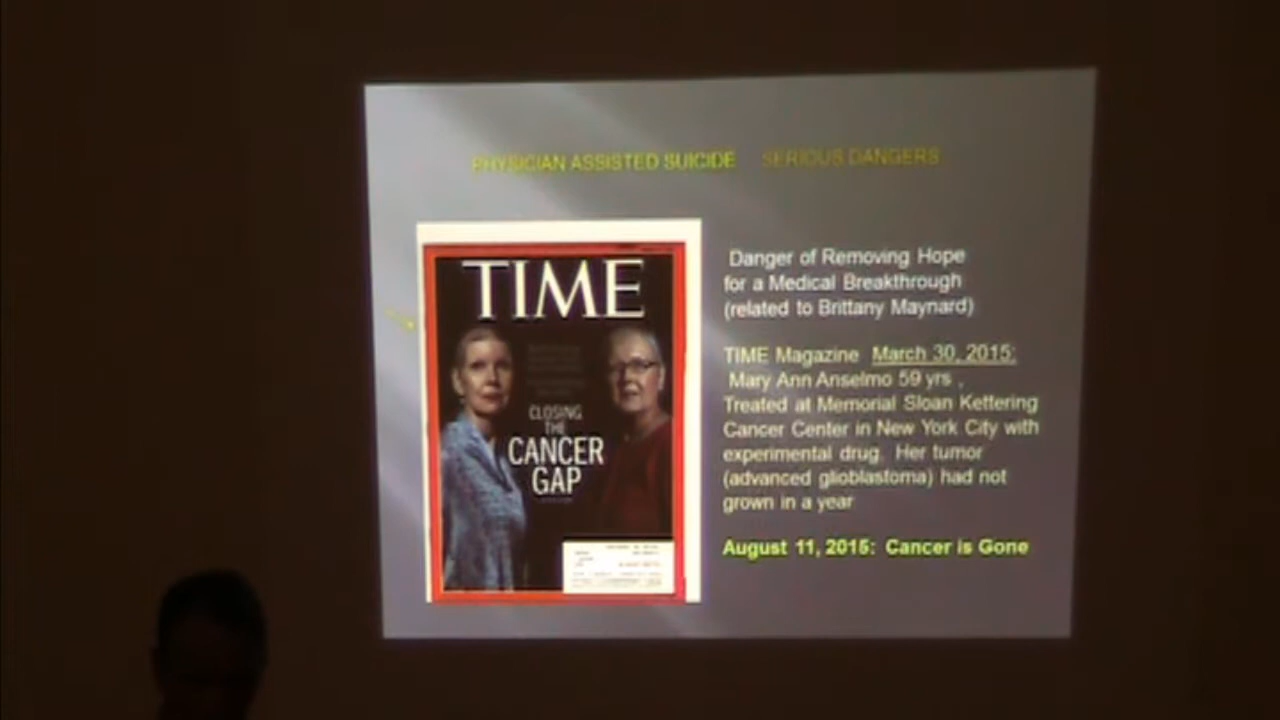 PHYSICIAN ASSISTED SUICIDE SERIOUS DANGERS
TIME
CLOSING
THE
CANCER
GAP
Danger of Removing Hope
for a Medical Breakthrough
(related to Brittany Maynard)
TIME Magazine March 30, 2015:
Mary Ann Anselmo 59 yrs ,
Treated at Memorial Sloan Kettering
Cancer Center in New York City with
experimental drug. Her tumor
(advanced glioblastoma) had not
grown in a year
August 11, 2015: Cancer is Gone